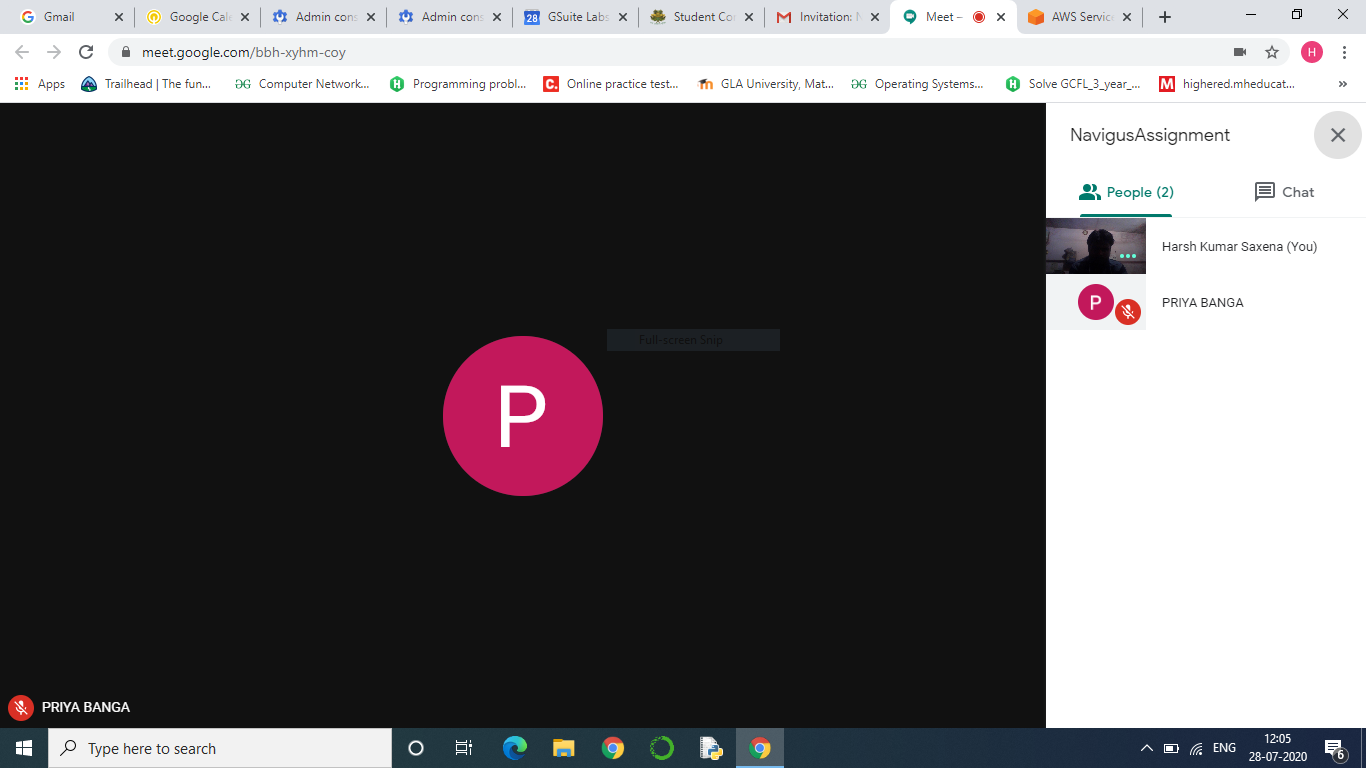 Gmail
Google Cale
Admin cons
Admin cons
28
GSuite Labs
Student Cor
Invitation: N
Meet –
AWS Service
meet.google.com/bbh-xyhm-coy
H
Apps
Trailhead | The fun...
Computer Network...
Programming probl...
Online practice test...
GLA University, Mat...
Operating Systems...
Solve GCFL_3_year_...
highered.mheducat...
»
NavigusAssignment
People (2)
Chat
Harsh Kumar Saxena (You)
P
PRIYA BANGA
Full-screen Snip
P
PRIYA BANGA
Type here to search
ENG
12:05
28-07-2020
6